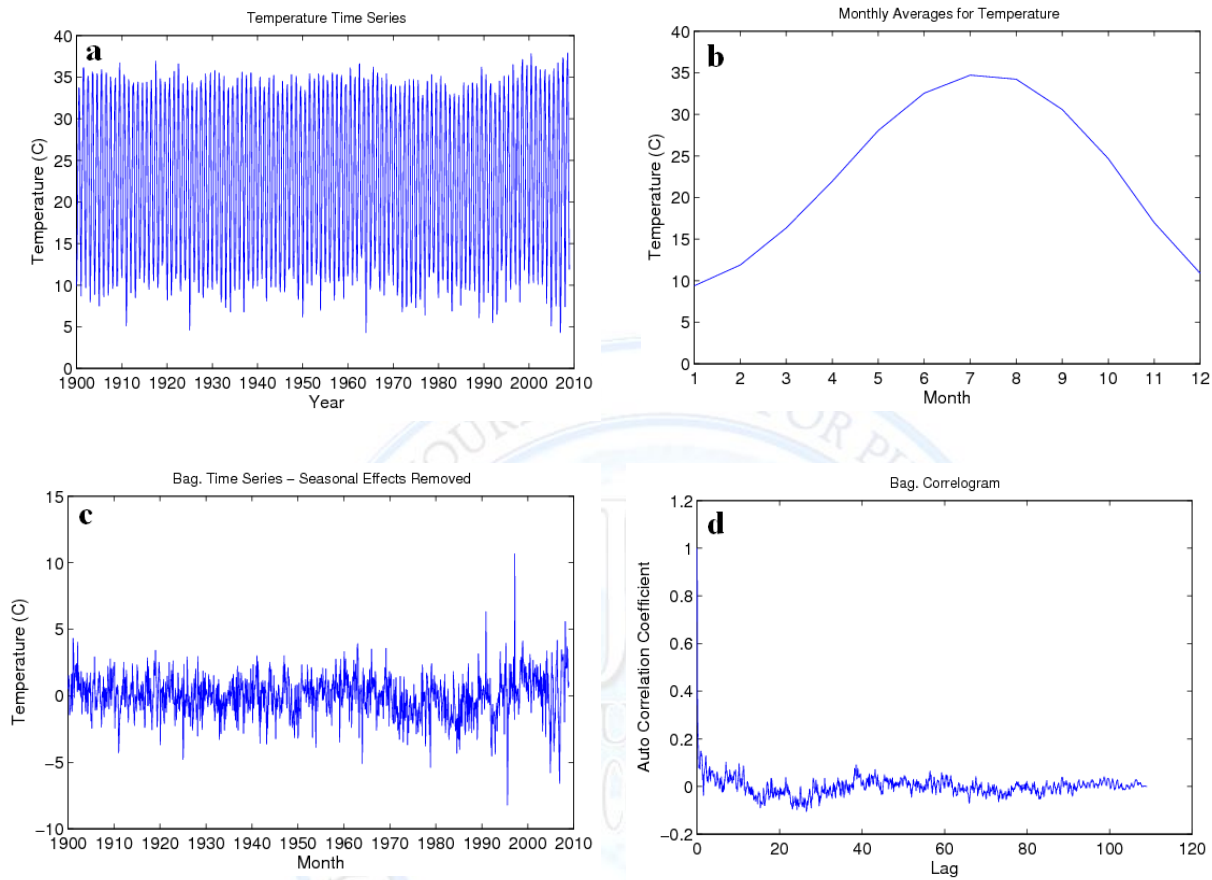 Temperature Time Series
a
40
35
30
25
20
15
10
5
0
Temperature (C)
1900 1910 1920 1930 1940 1950 1960 1970 1980 1990 2000 2010
Year
Monthly Averages for Temperature
b
40
35
30
25
20
15
10
5
0
Temperature (C)
1 2 3 4 5 6 7 8 9 10 11 12
Month
Bag. Time Series – Seasonal Effects Removed
c
15
10
5
0
−5
−10
Temperature (C)
1900 1910 1920 1930 1940 1950 1960 1970 1980 1990 2000 2010
Month
Bag. Correlogram
d
1.2
1
0.8
0.6
0.4
0.2
0
−0.2
Auto Correlation Coefficient
0 20 40 60 80 100 120
Lag